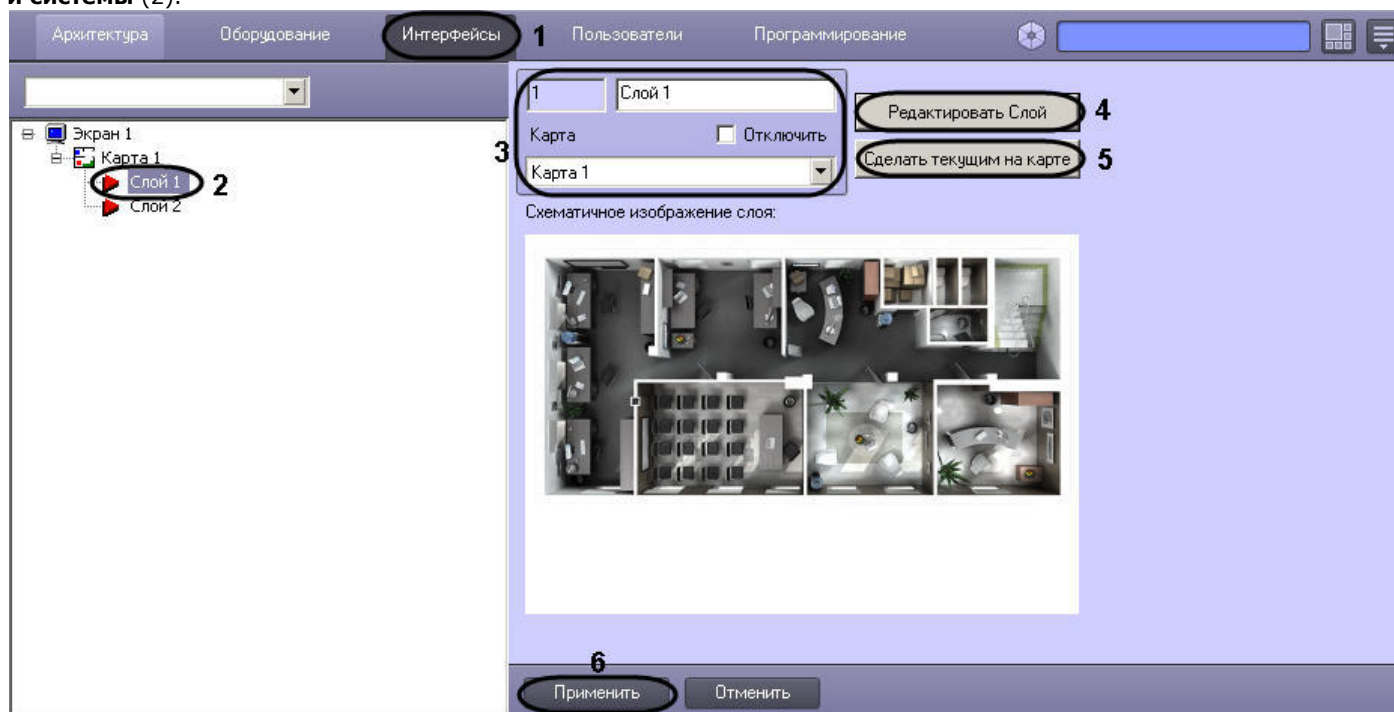 й системы (2).
Архитектура Оборудование Интерфейсы 1 Пользователи Программирование
1 Слой 1
Редактировать Слой 4
Экран 1
Карта Отключить
Карта 1
3
Сделать текущим на карте 5
Слой 1 2
Карта 1
Слой 2
Схематичное изображение слоя:
6
Применить Отменить